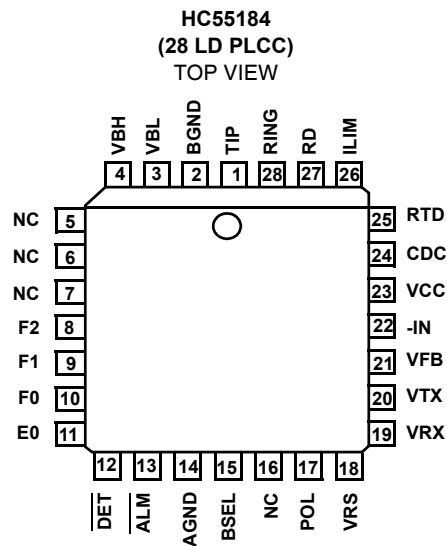 HC55184
(28 LD PLCC)
TOP VIEW
VBH
VBL
BGND
TIP
RING
RD
ILIM
4
3
2
1
28
27
26
NC 5
NC 6
NC 7
F2 8
F1 9
F0 10
E0 11
25 RTD
24 CDC
23 VCC
22 -IN
21 VFB
20 VTX
19 VRX
12
13
14
15
16
17
18
DET
ALM
AGND
BSEL
NC
POL
VRS